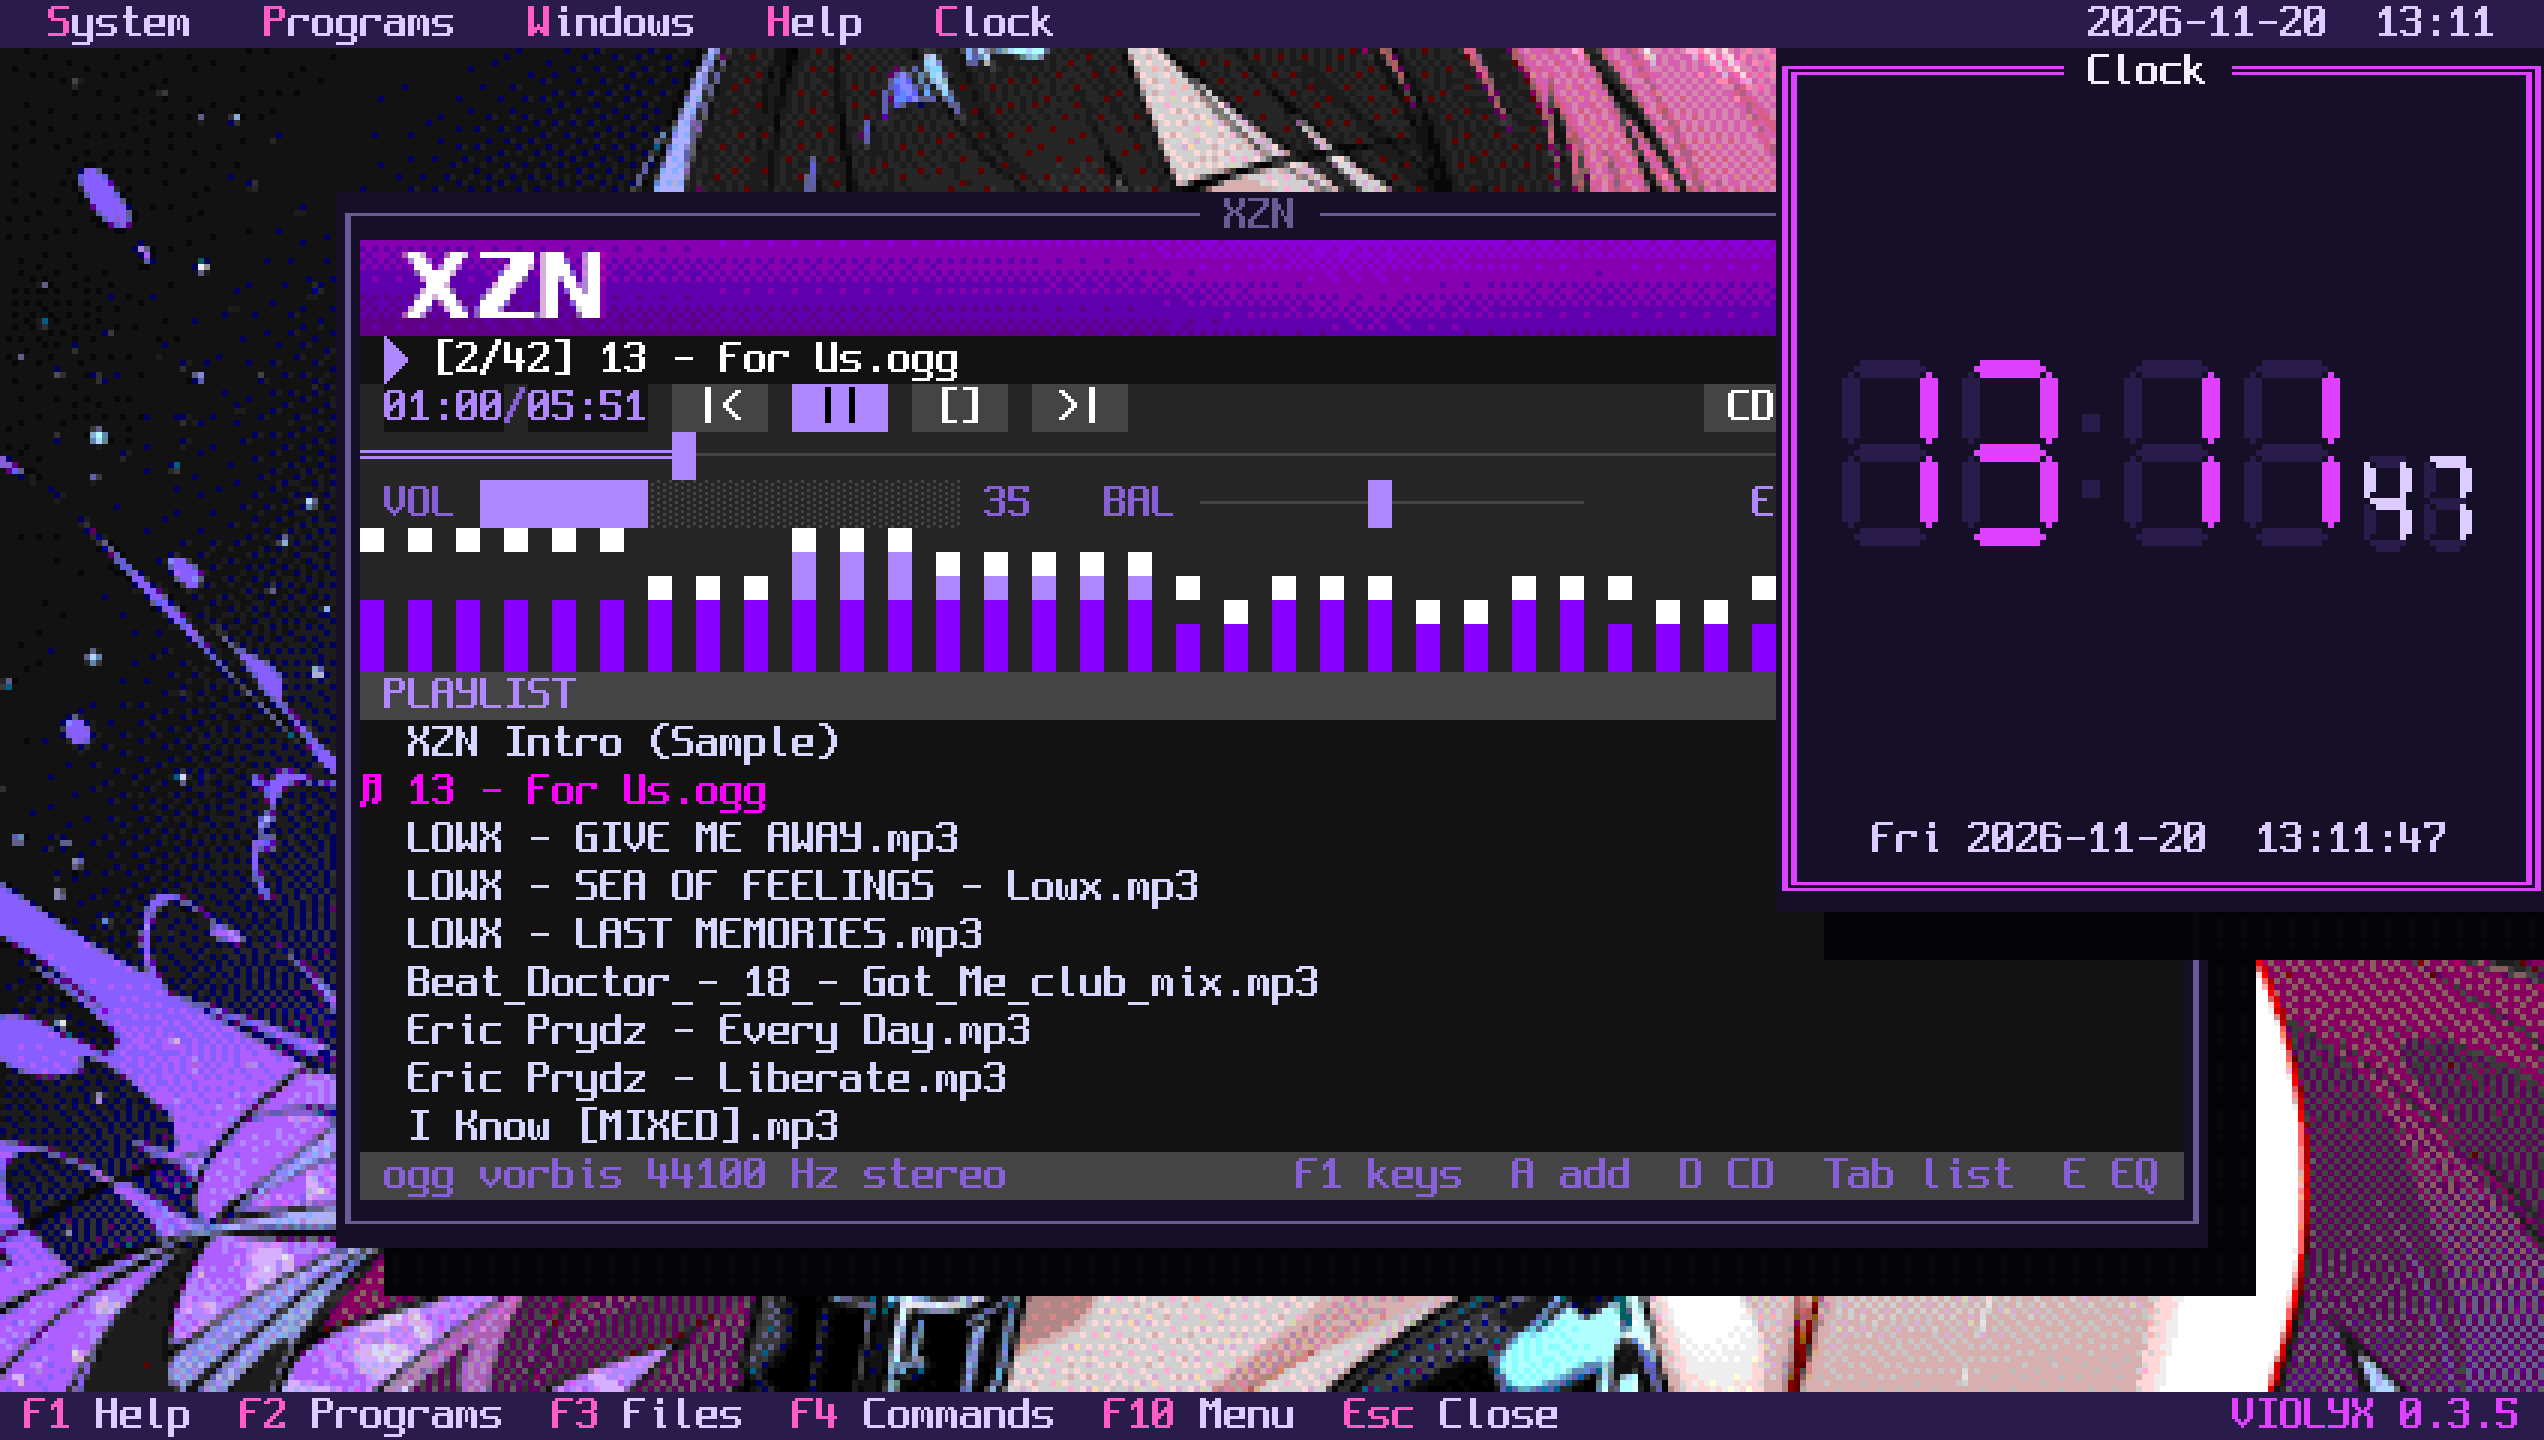 System Programs Windows Help Clock 2026-11-20 13:11
Clock
XZN
XZN
[2/42] 13 - For Us.ogg
01:00/05:51 |< || [] >| CD
VOL 35 BAL E
13:11 47
PLAYLIST
XZN Intro (Sample)
♬ 13 - For Us.ogg
LOWX - GIVE ME AWAY.mp3
Fri 2026-11-20 13:11:47
LOWX - SEA OF FEELINGS - Lowx.mp3
LOWX - LAST MEMORIES.mp3
Beat_Doctor_-_18_-_Got_Me_club_mix.mp3
Eric Prydz - Every Day.mp3
Eric Prydz - Liberate.mp3
I Know [MIXED].mp3
ogg vorbis 44100 Hz stereo F1 keys A add D CD Tab list E EQ
F1 Help F2 Programs F3 Files F4 Commands F10 Menu Esc Close VIOLYX 0.3.5